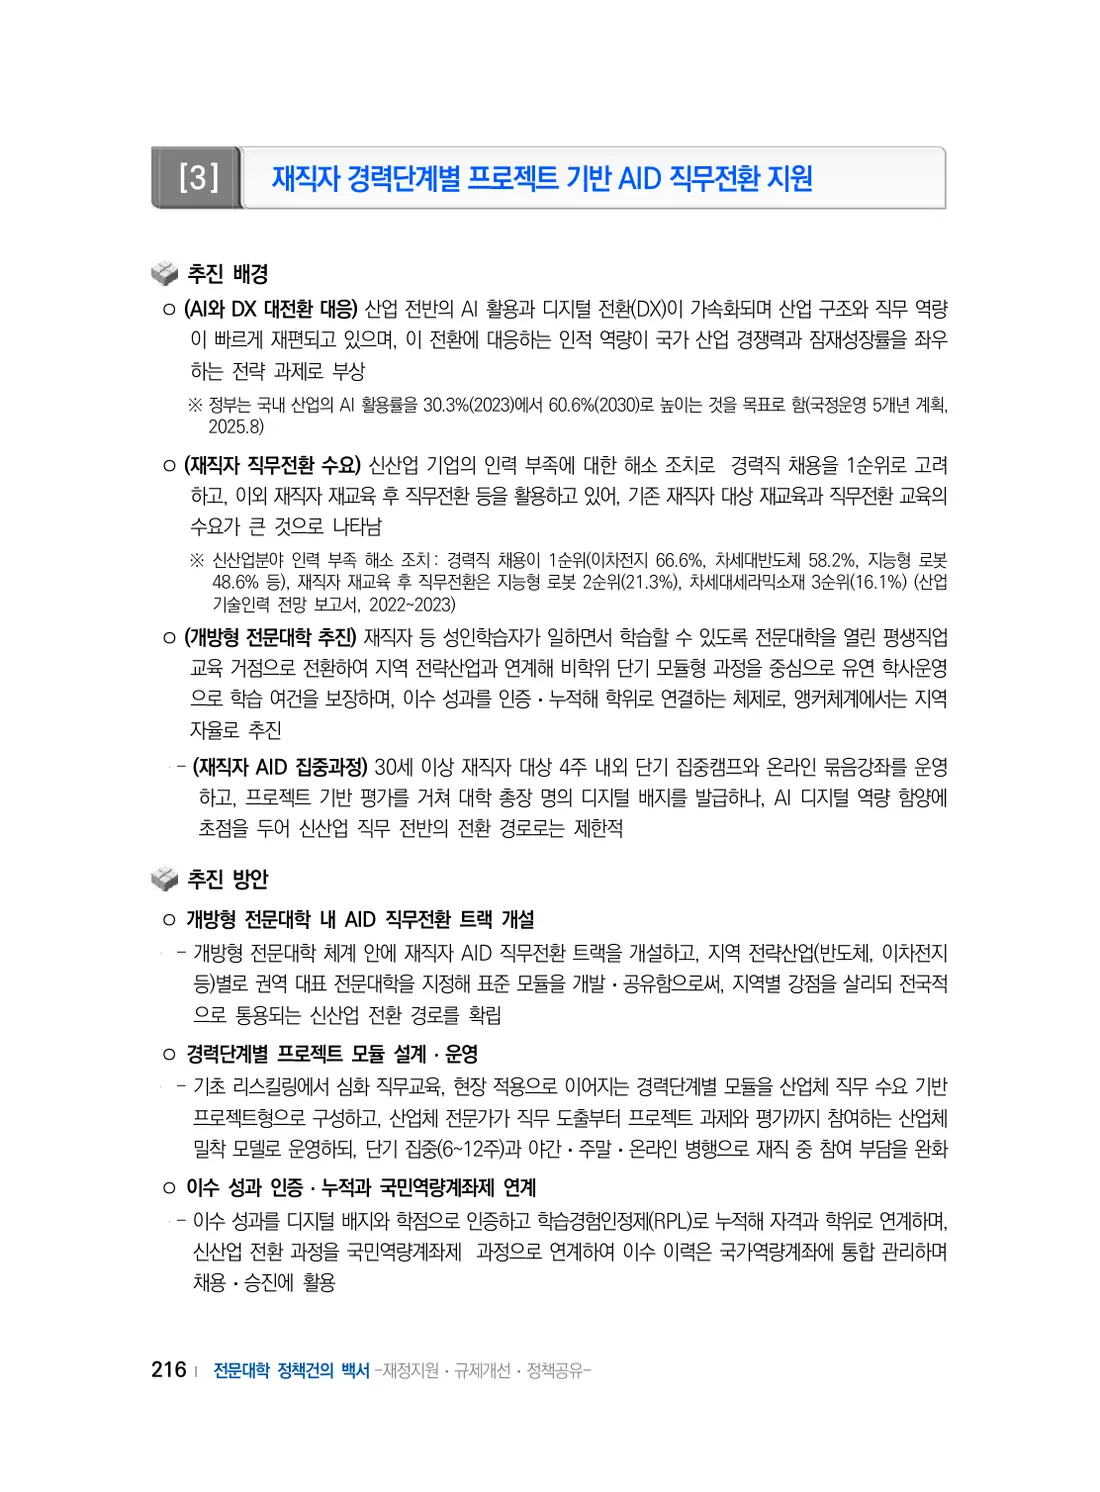 [3] 재직자 경력단계별 프로젝트 기반 AID 직무전환 지원
추진 배경
○ (AI와 DX 대전환 대응) 산업 전반의 AI 활용과 디지털 전환(DX)이 가속화되며 산업 구조와 직무 역량
이 빠르게 재편되고 있으며, 이 전환에 대응하는 인적 역량이 국가 산업 경쟁력과 잠재성장률을 좌우
하는 전략 과제로 부상
※ 정부는 국내 산업의 AI 활용률을 30.3%(2023)에서 60.6%(2030)로 높이는 것을 목표로 함(국정운영 5개년 계획,
2025.8)
○ (재직자 직무전환 수요) 신산업 기업의 인력 부족에 대한 해소 조치로 경력직 채용을 1순위로 고려
하고, 이외 재직자 재교육 후 직무전환 등을 활용하고 있어, 기존 재직자 대상 재교육과 직무전환 교육의
수요가 큰 것으로 나타남
※ 신산업분야 인력 부족 해소 조치: 경력직 채용이 1순위(이차전지 66.6%, 차세대반도체 58.2%, 지능형 로봇
48.6% 등), 재직자 재교육 후 직무전환은 지능형 로봇 2순위(21.3%), 차세대세라믹소재 3순위(16.1%) (산업
기술인력 전망 보고서, 2022~2023)
○ (개방형 전문대학 추진) 재직자 등 성인학습자가 일하면서 학습할 수 있도록 전문대학을 열린 평생직업
교육 거점으로 전환하여 지역 전략산업과 연계해 비학위 단기 모듈형 과정을 중심으로 유연 학사운영
으로 학습 여건을 보장하며, 이수 성과를 인증·누적해 학위로 연결하는 체제로, 앵커체계에서는 지역
자율로 추진
- (재직자 AID 집중과정) 30세 이상 재직자 대상 4주 내외 단기 집중캠프와 온라인 묶음강좌를 운영
하고, 프로젝트 기반 평가를 거쳐 대학 총장 명의 디지털 배지를 발급하나, AI 디지털 역량 함양에
초점을 두어 신산업 직무 전반의 전환 경로로는 제한적
추진 방안
○ 개방형 전문대학 내 AID 직무전환 트랙 개설
- 개방형 전문대학 체계 안에 재직자 AID 직무전환 트랙을 개설하고, 지역 전략산업(반도체, 이차전지
등)별로 권역 대표 전문대학을 지정해 표준 모듈을 개발·공유함으로써, 지역별 강점을 살리되 전국적
으로 통용되는 신산업 전환 경로를 확립
○ 경력단계별 프로젝트 모듈 설계·운영
- 기초 리스킬링에서 심화 직무교육, 현장 적용으로 이어지는 경력단계별 모듈을 산업체 직무 수요 기반
프로젝트형으로 구성하고, 산업체 전문가가 직무 도출부터 프로젝트 과제와 평가까지 참여하는 산업체
밀착 모델로 운영하되, 단기 집중(6~12주)과 야간·주말·온라인 병행으로 재직 중 참여 부담을 완화
○ 이수 성과 인증·누적과 국민역량계좌제 연계
- 이수 성과를 디지털 배지와 학점으로 인증하고 학습경험인정제(RPL)로 누적해 자격과 학위로 연계하며,
신산업 전환 과정을 국민역량계좌제 과정으로 연계하여 이수 이력은 국가역량계좌에 통합 관리하며
채용·승진에 활용
216 | 전문대학 정책건의 백서 -재정지원·규제개선·정책공유-